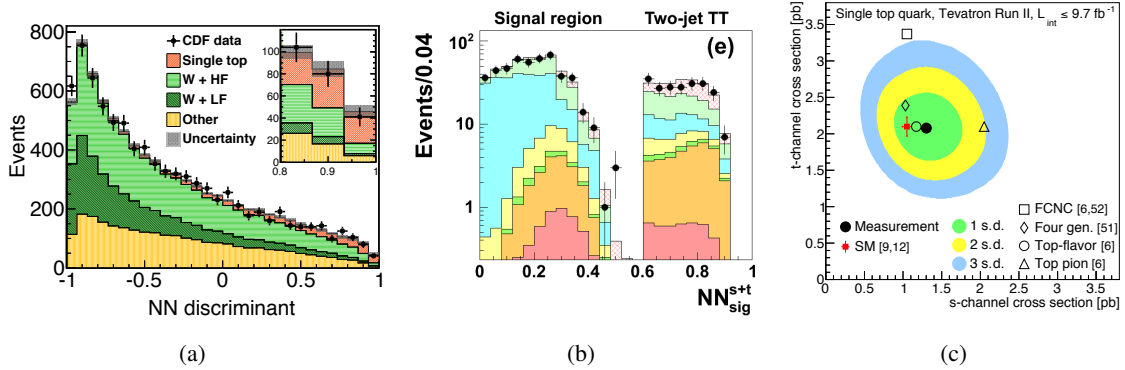 800
600
400
200
0
Events
-1
-0.5
0
0.5
1
NN discriminant
CDF data
Single top
W + HF
W + LF
Other
Uncertainty
100
80
60
40
20
0
0.8
0.9
1
(a)
Signal region
Two-jet TT
(e)
Events/0.04
10²
10
1
0
0.2
0.4
0.6
0.8
1
NN s+t sig
(b)
Single top quark, Tevatron Run II, L int ≤ 9.7 fb -1
t-channel cross section [pb]
3.5
3
2.5
2
1.5
1
0.5
0
0
0.5
1
1.5
2
2.5
3
3.5
s-channel cross section [pb]
Measurement
SM [9,12]
1 s.d.
2 s.d.
3 s.d.
FCNC [6,52]
Four gen. [51]
Top-flavor [6]
Top pion [6]
(c)